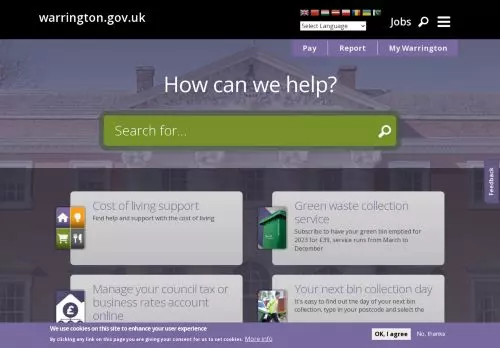 warrington.gov.uk
Select Language
Jobs
Pay
Report
My Warrington
How can we help?
Search for...
Feedback
Cost of living support
Find help and support with the cost of living
Green waste collection
service
Subscribe to have your green bin emptied for
2023 for £39, service runs from March to
December
Manage your council tax or
business rates account
online
Your next bin collection day
It's easy to find out the day of your next bin
collection, type in your postcode and select the
We use cookies on this site to enhance your user experience
By clicking any link on this page you are giving your consent for us to set cookies. More info
OK, I agree
No, thanks